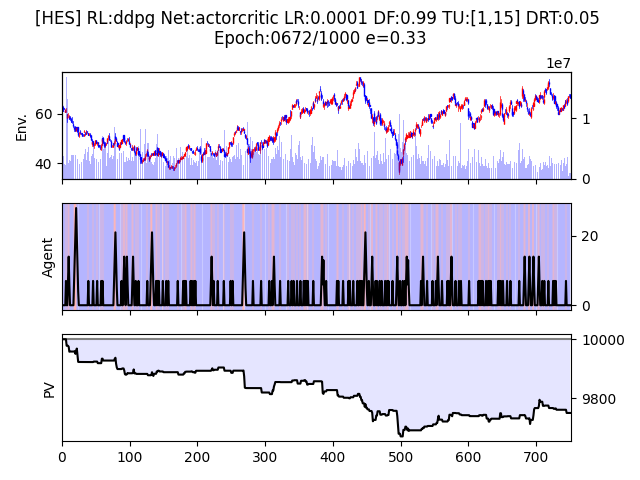 [HES] RL:ddpg Net:actorcritic LR:0.0001 DF:0.99 TU:[1,15] DRT:0.05
Epoch:0672/1000 e=0.33
1e7
Env.
60
40
1
0
Agent
20
0
PV
10000
9800
0 100 200 300 400 500 600 700